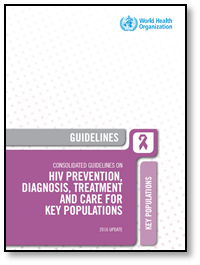 World Health
Organization
GUIDELINES
CONSOLIDATED GUIDELINES ON
HIV PREVENTION,
DIAGNOSIS, TREATMENT
AND CARE FOR
KEY POPULATIONS
2016 UPDATE
KEY POPULATIONS